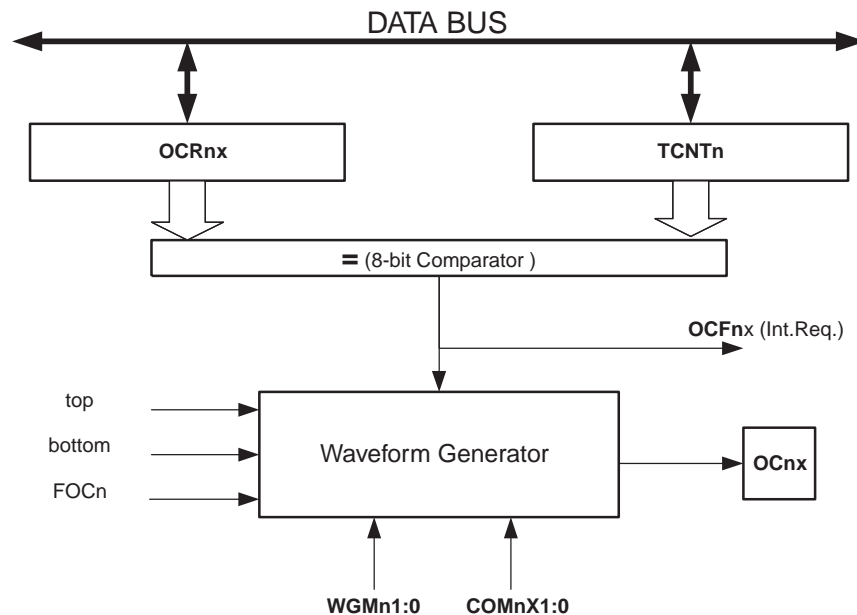 DATA BUS
OCRnx
TCNTn
= (8-bit Comparator )
OCFnx (Int.Req.)
top
bottom
FOCn
Waveform Generator
OCnx
WGMn1:0
COMnX1:0